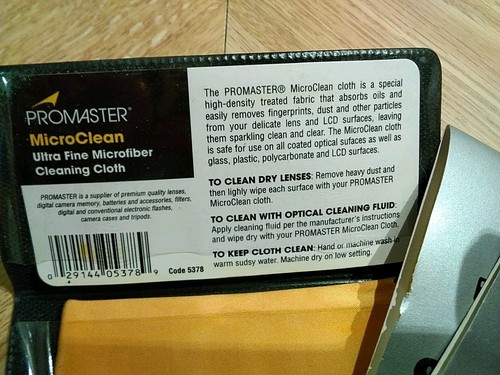 PROMASTER®
MicroClean
Ultra Fine Microfiber
Cleaning Cloth
PROMASTER is a supplier of premium quality lenses,
digital camera memory, batteries and accessories, filters,
digital and conventional electronic flashes,
camera cases and tripods.
0 29144 05378 9
Code 5378
The PROMASTER® MicroClean cloth is a special
high-density treated fabric that absorbs oils and
easily removes fingerprints, dust and other particles
from your delicate lens and LCD surfaces, leaving
them sparkling clean and clear. The MicroClean cloth
is safe for use on all coated optical sufaces as well as
glass, plastic, polycarbonate and LCD surfaces.
TO CLEAN DRY LENSES: Remove heavy dust and
then lighly wipe each surface with your PROMASTER
MicroClean cloth.
TO CLEAN WITH OPTICAL CLEANING FLUID:
Apply cleaning fluid per the manufacturer's instructions
and wipe dry with your PROMASTER MicroClean Cloth.
TO KEEP CLOTH CLEAN: Hand or machine wash in
warm sudsy water. Machine dry on low setting.